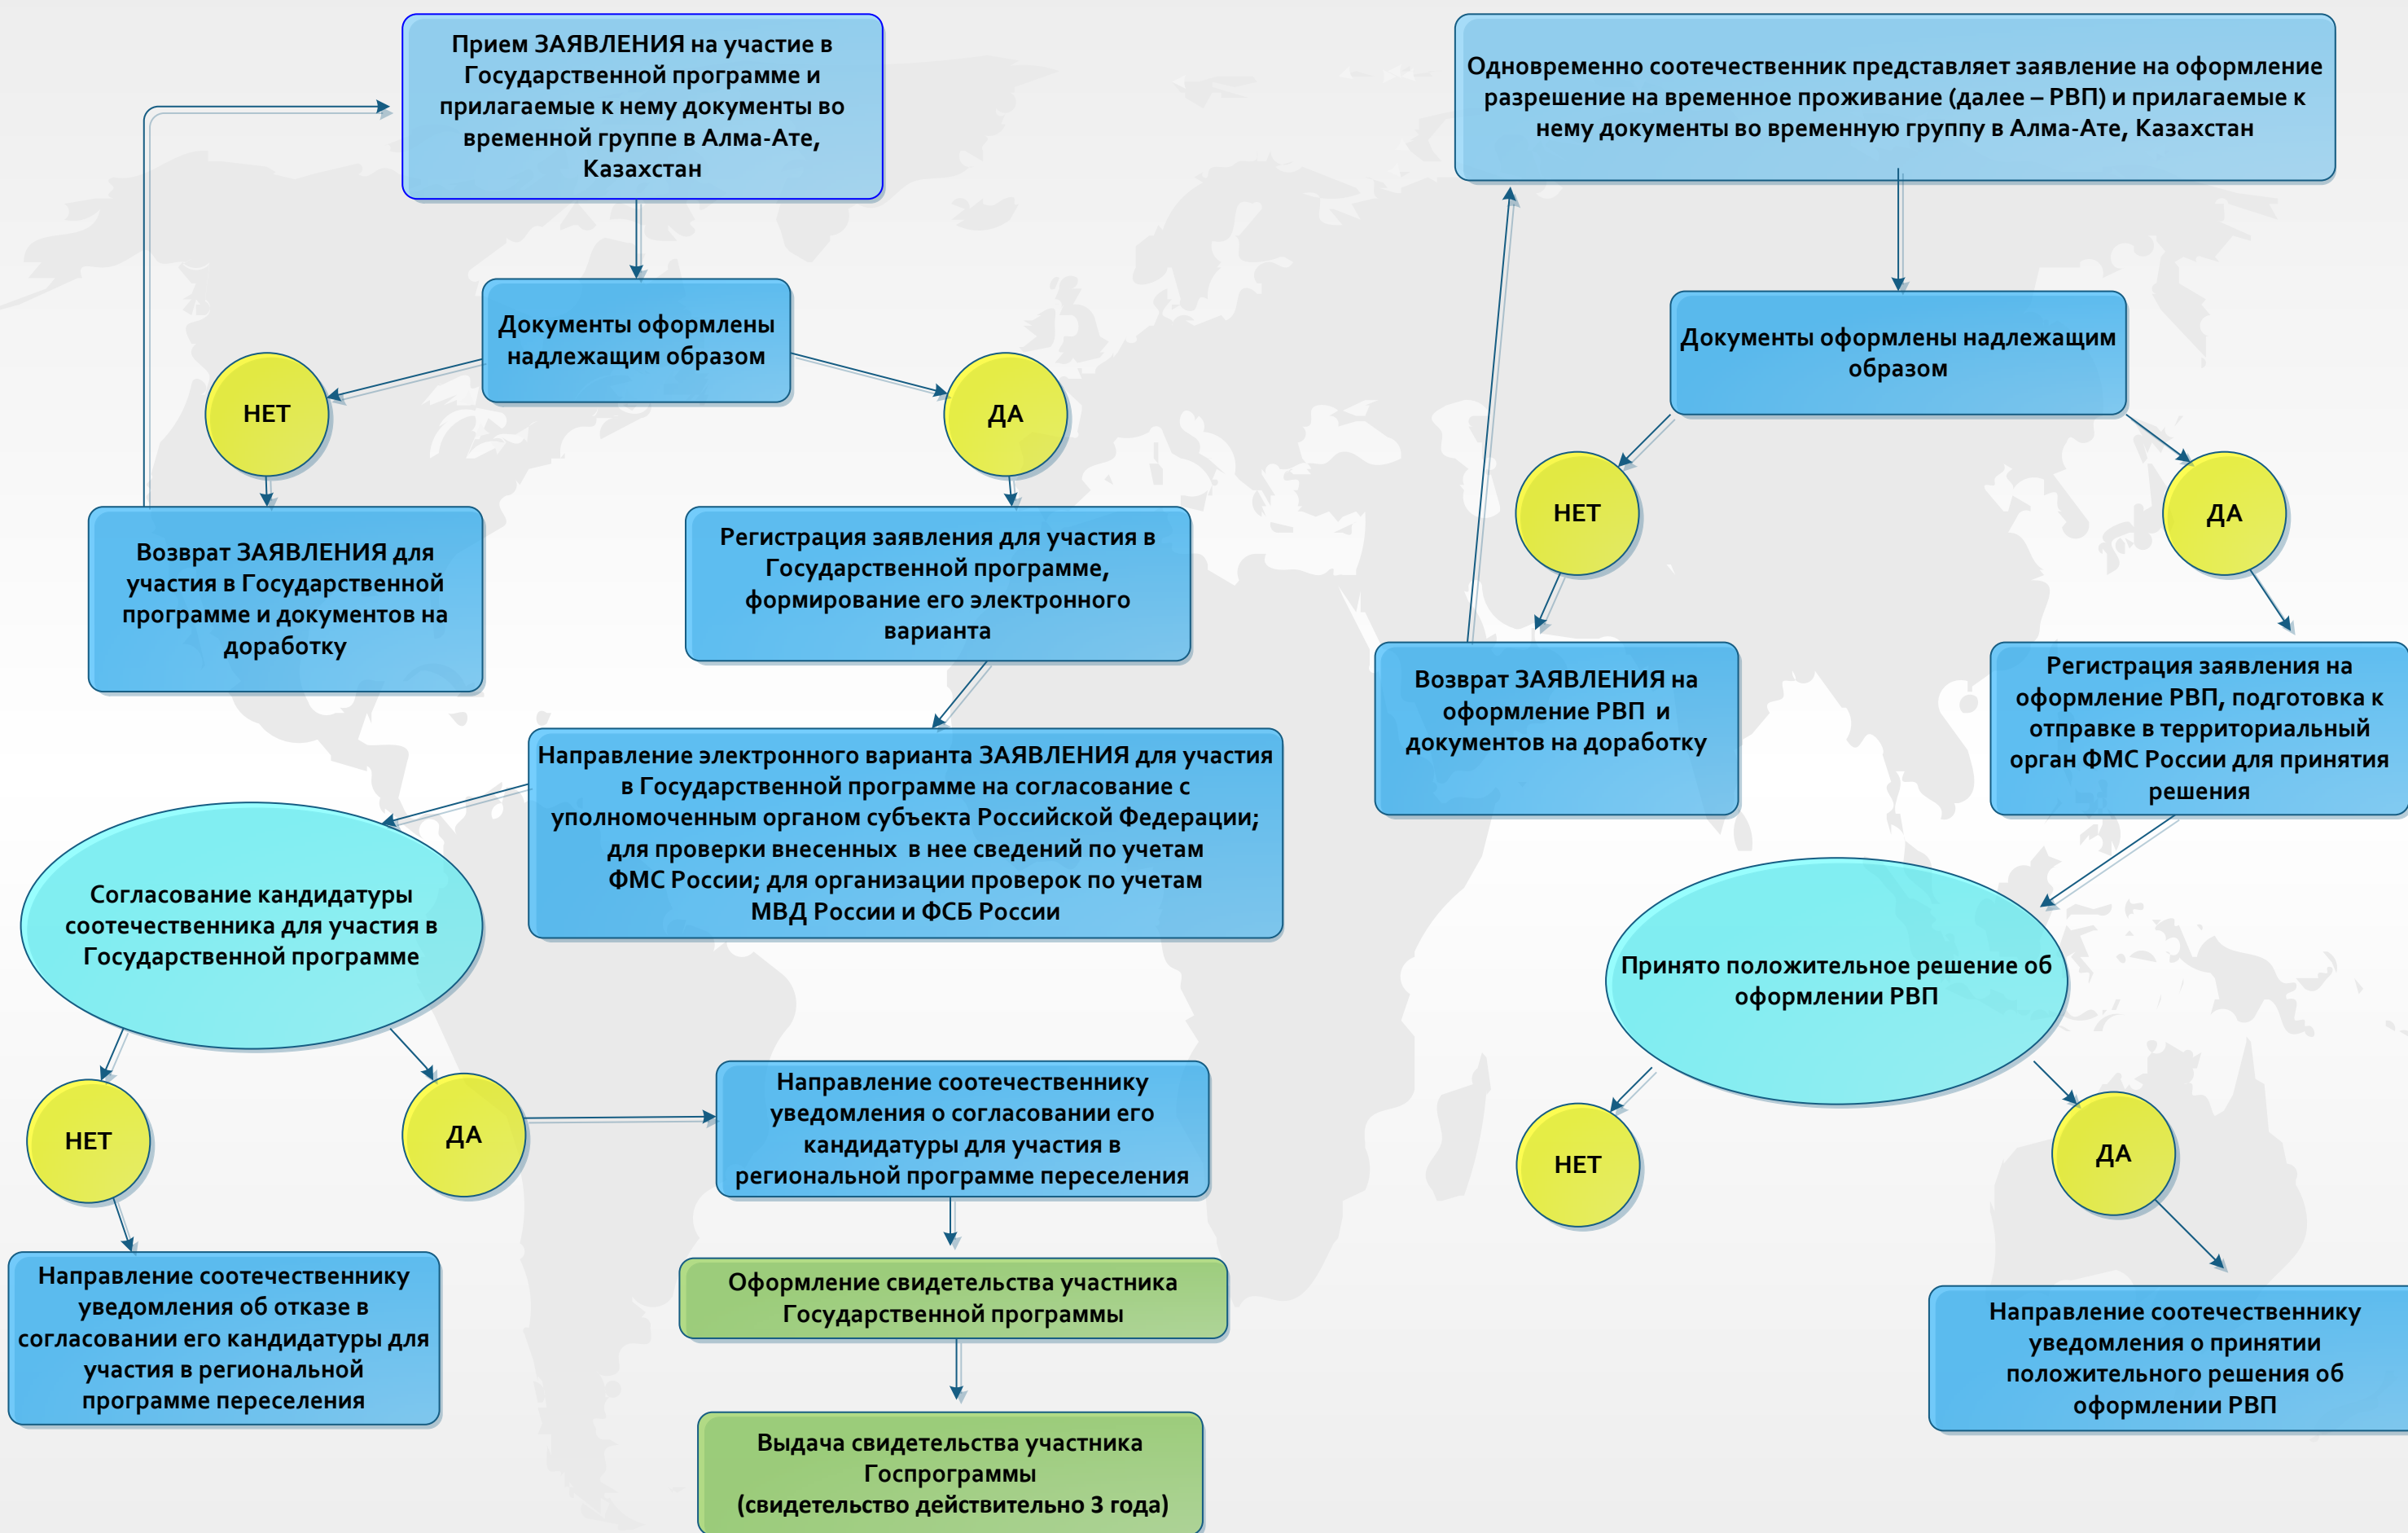 Прием ЗАЯВЛЕНИЯ на участие в
Государственной программе и
прилагаемые к нему документы во
временной группе в Алма-Ате,
Казахстан
Документы оформлены
надлежащим образом
НЕТ
ДА
Возврат ЗАЯВЛЕНИЯ для
участия в Государственной
программе и документов на
доработку
Регистрация заявления для участия в
Государственной программе,
формирование его электронного
варианта
Направление электронного варианта ЗАЯВЛЕНИЯ для участия
в Государственной программе на согласование с
уполномоченным органом субъекта Российской Федерации;
для проверки внесенных в нее сведений по учетам
ФМС России; для организации проверок по учетам
МВД России и ФСБ России
Согласование кандидатуры
соотечественника для участия в
Государственной программе
НЕТ
ДА
Направление соотечественнику
уведомления о согласовании его
кандидатуры для участия в
региональной программе переселения
Направление соотечественнику
уведомления об отказе в
согласовании его кандидатуры для
участия в региональной
программе переселения
Оформление свидетельства участника
Государственной программы
Выдача свидетельства участника
Госпрограммы
(свидетельство действительно 3 года)
Одновременно соотечественник представляет заявление на оформление
разрешение на временное проживание (далее – РВП) и прилагаемые к
нему документы во временную группу в Алма-Ате, Казахстан
Документы оформлены надлежащим
образом
НЕТ
ДА
Возврат ЗАЯВЛЕНИЯ на
оформление РВП и
документов на доработку
Регистрация заявления на
оформление РВП, подготовка к
отправке в территориальный
орган ФМС России для принятия
решения
Принято положительное решение об
оформлении РВП
НЕТ
ДА
Направление соотечественнику
уведомления о принятии
положительного решения об
оформлении РВП